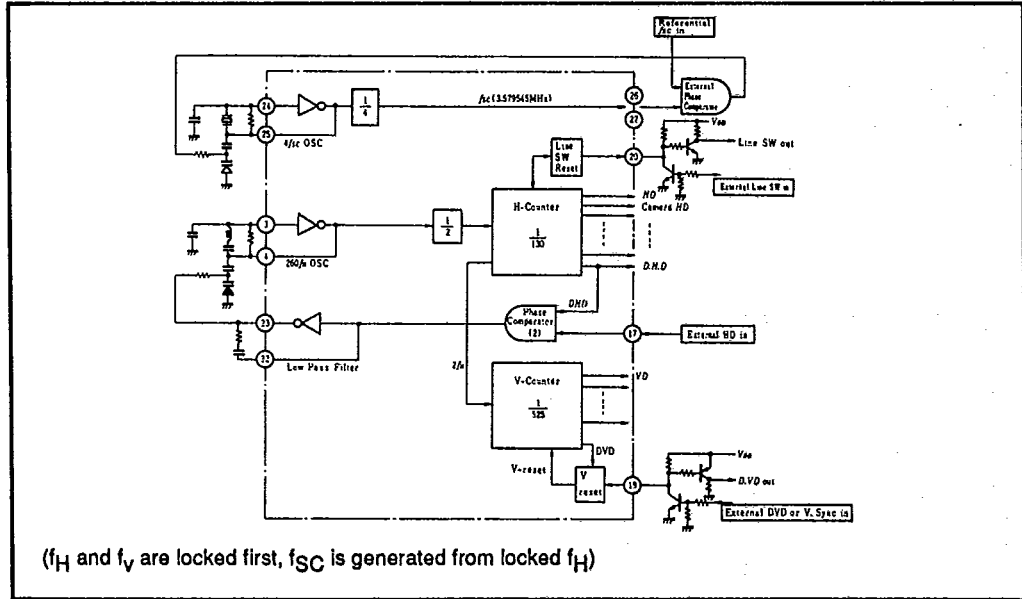 Referential
fsc in
External
Phase
Comparator
fsc (3.579545MHz)
26
27
24
25
4fsc OSC
1/4
VDD
Line SW out
External Line SW in
20
Line
SW
Reset
HD
Camera HD
H-Counter
1/130
D.H.D
3
4
260fH OSC
1/2
DHD
Phase
Comparator
(2)
17
External HD in
23
22
Low Pass Filter
2fH
V-Counter
1/525
VD
DVD
V-reset
V
reset
19
D.VD out
External DVD or V. Sync in
(fH and fv are locked first, fSC is generated from locked fH)